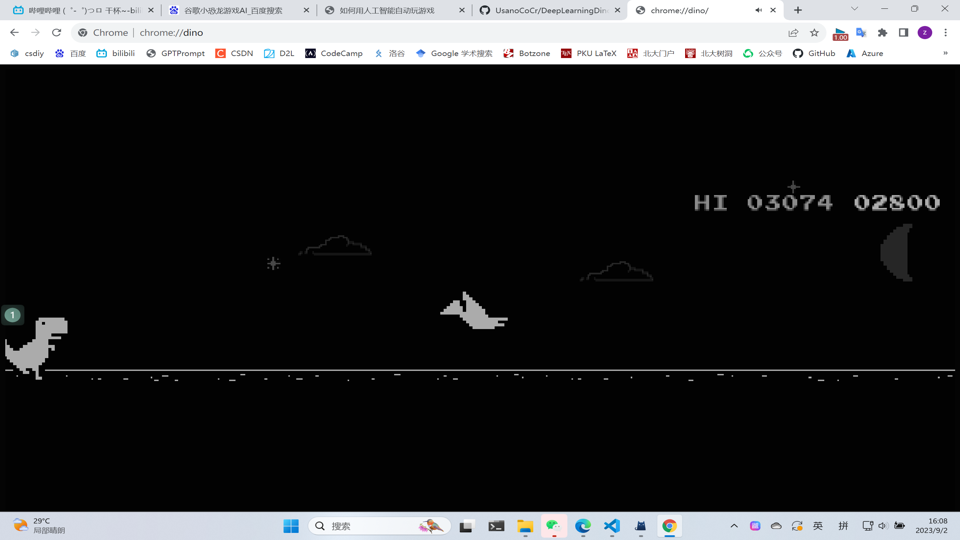 哔哩哔哩 (゜-゜)つロ 干杯~-bili
谷歌小恐龙游戏AI_百度搜索
如何用人工智能自动玩游戏
UsanoCoCr/DeepLearningDin
chrome://dino/
Chrome | chrome://dino
1.00
z
csdiy
百度
bilibili
GPTPrompt
CSDN
D2L
CodeCamp
洛谷
Google 学术搜索
Botzone
PKU LaTeX
北大门户
北大树洞
公众号
GitHub
Azure
»
HI 03074 02800
1
29°C
局部晴朗
搜索
英
拼
16:08
2023/9/2